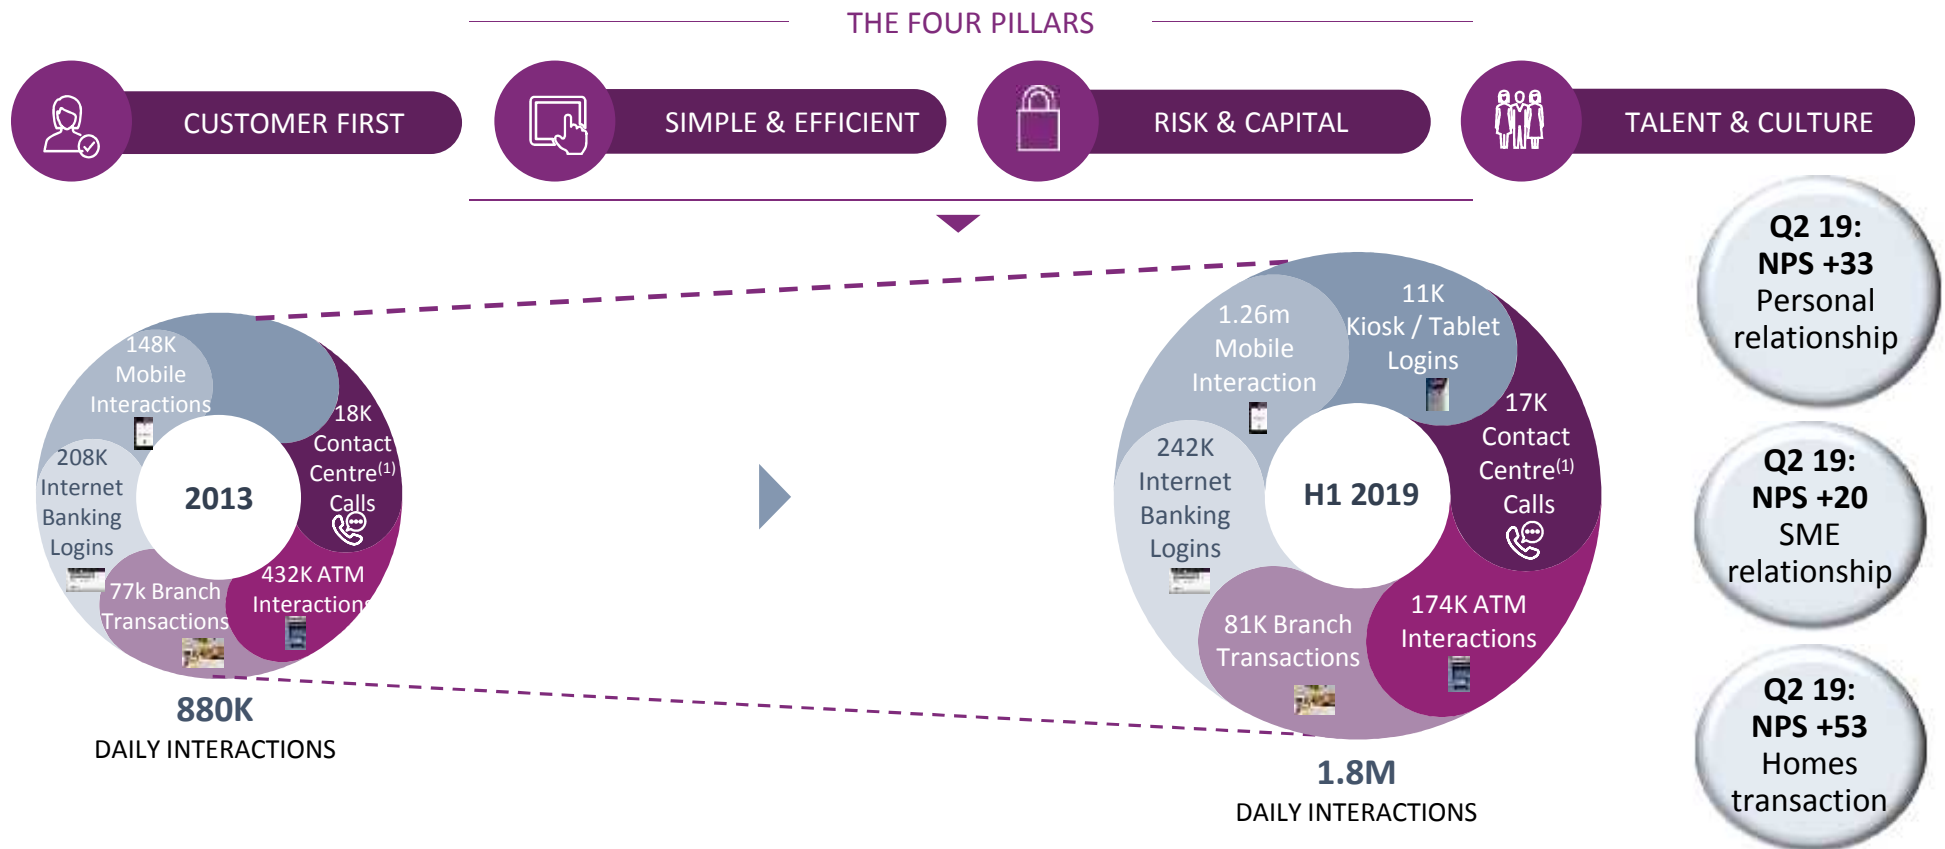 THE FOUR PILLARS
CUSTOMER FIRST
SIMPLE & EFFICIENT
RISK & CAPITAL
TALENT & CULTURE
148K
Mobile
Interactions
18K
Contact
Centre(1)
Calls
208K
Internet
Banking
Logins
2013
77k Branch
Transactions
432K ATM
Interactions
880K
DAILY INTERACTIONS
1.26m
Mobile
Interaction
11K
Kiosk / Tablet
Logins
17K
Contact
Centre(1)
Calls
242K
Internet
Banking
Logins
H1 2019
81K Branch
Transactions
174K ATM
Interactions
1.8M
DAILY INTERACTIONS
Q2 19:
NPS +33
Personal
relationship
Q2 19:
NPS +20
SME
relationship
Q2 19:
NPS +53
Homes
transaction